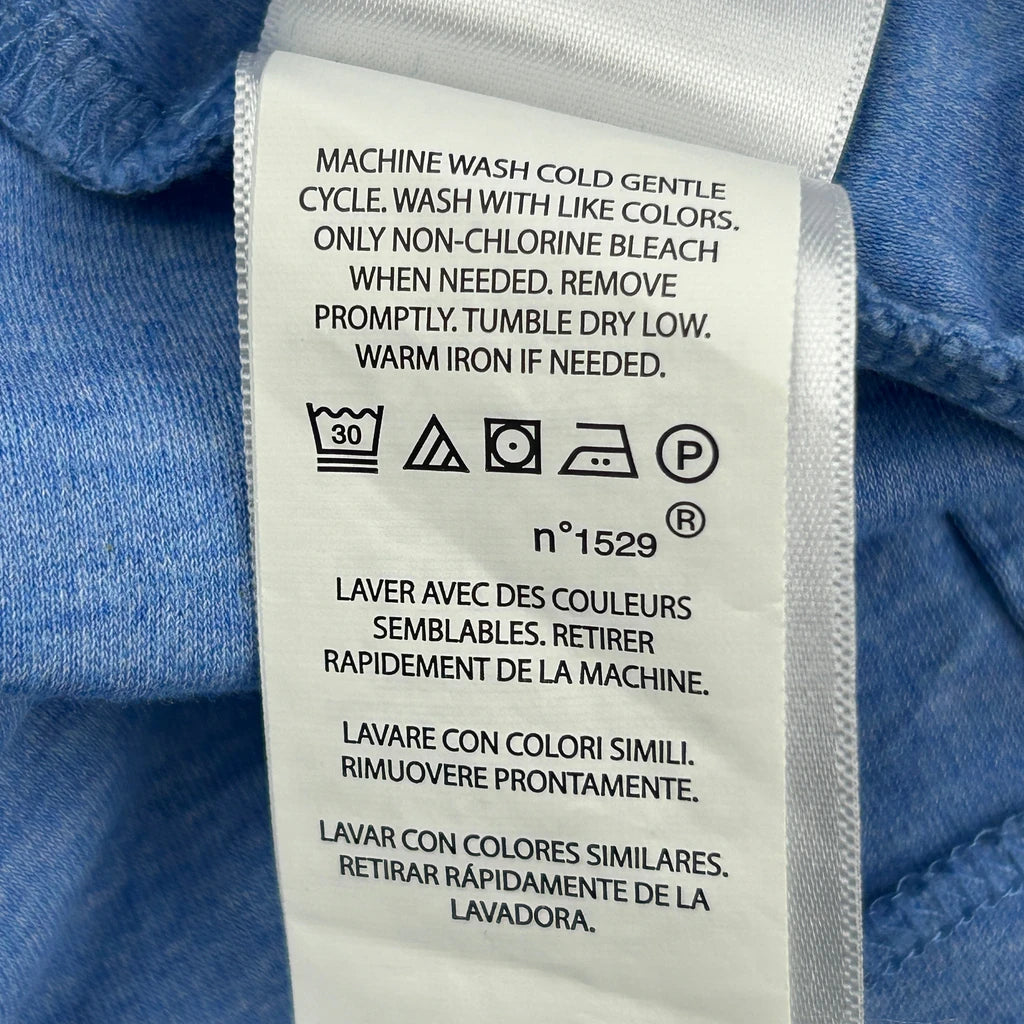 MACHINE WASH COLD GENTLE
CYCLE. WASH WITH LIKE COLORS.
ONLY NON-CHLORINE BLEACH
WHEN NEEDED. REMOVE
PROMPTLY. TUMBLE DRY LOW.
WARM IRON IF NEEDED.
30 P
n°1529 ®
LAVER AVEC DES COULEURS
SEMBLABLES. RETIRER
RAPIDEMENT DE LA MACHINE.
LAVARE CON COLORI SIMILI.
RIMUOVERE PRONTAMENTE.
LAVAR CON COLORES SIMILARES.
RETIRAR RÁPIDAMENTE DE LA
LAVADORA.